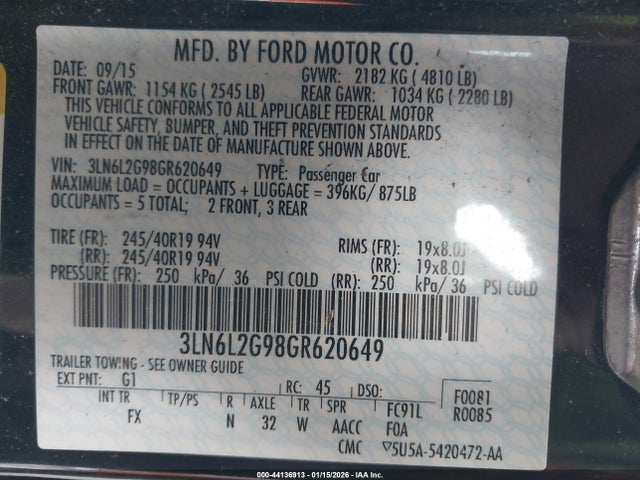 MFD. BY FORD MOTOR CO.
DATE: 09/15 GVWR: 2182 KG ( 4810 LB)
FRONT GAWR: 1154 KG ( 2545 LB) REAR GAWR: 1034 KG ( 2280 LB)
THIS VEHICLE CONFORMS TO ALL APPLICABLE FEDERAL MOTOR
VEHICLE SAFETY, BUMPER, AND THEFT PREVENTION STANDARDS
IN EFFECT ON THE DATE OF MANUFACTURE SHOWN ABOVE.
VIN: 3LN6L2G98GR620649 TYPE: Passenger Car
MAXIMUM LOAD = OCCUPANTS + LUGGAGE = 396KG/ 875LB
OCCUPANTS = 5 TOTAL; 2 FRONT, 3 REAR
TIRE (FR): 245/40R19 94V RIMS (FR): 19x8.0J
(RR): 245/40R19 94V (RR): 19x8.0J
PRESSURE (FR): 250 kPa/ 36 PSI COLD (RR): 250 kPa/ 36 PSI COLD
3LN6L2G98GR620649
TRAILER TOWING - SEE OWNER GUIDE
EXT PNT: G1 RC: 45 DSO: F0081
INT TR TP/PS R AXLE TR SPR FC91L R0085
FX N 32 W AACC FOA
CMC ▽5U5A-5420472-AA
000-44136913 - 01/15/2026 - IAAI.COM